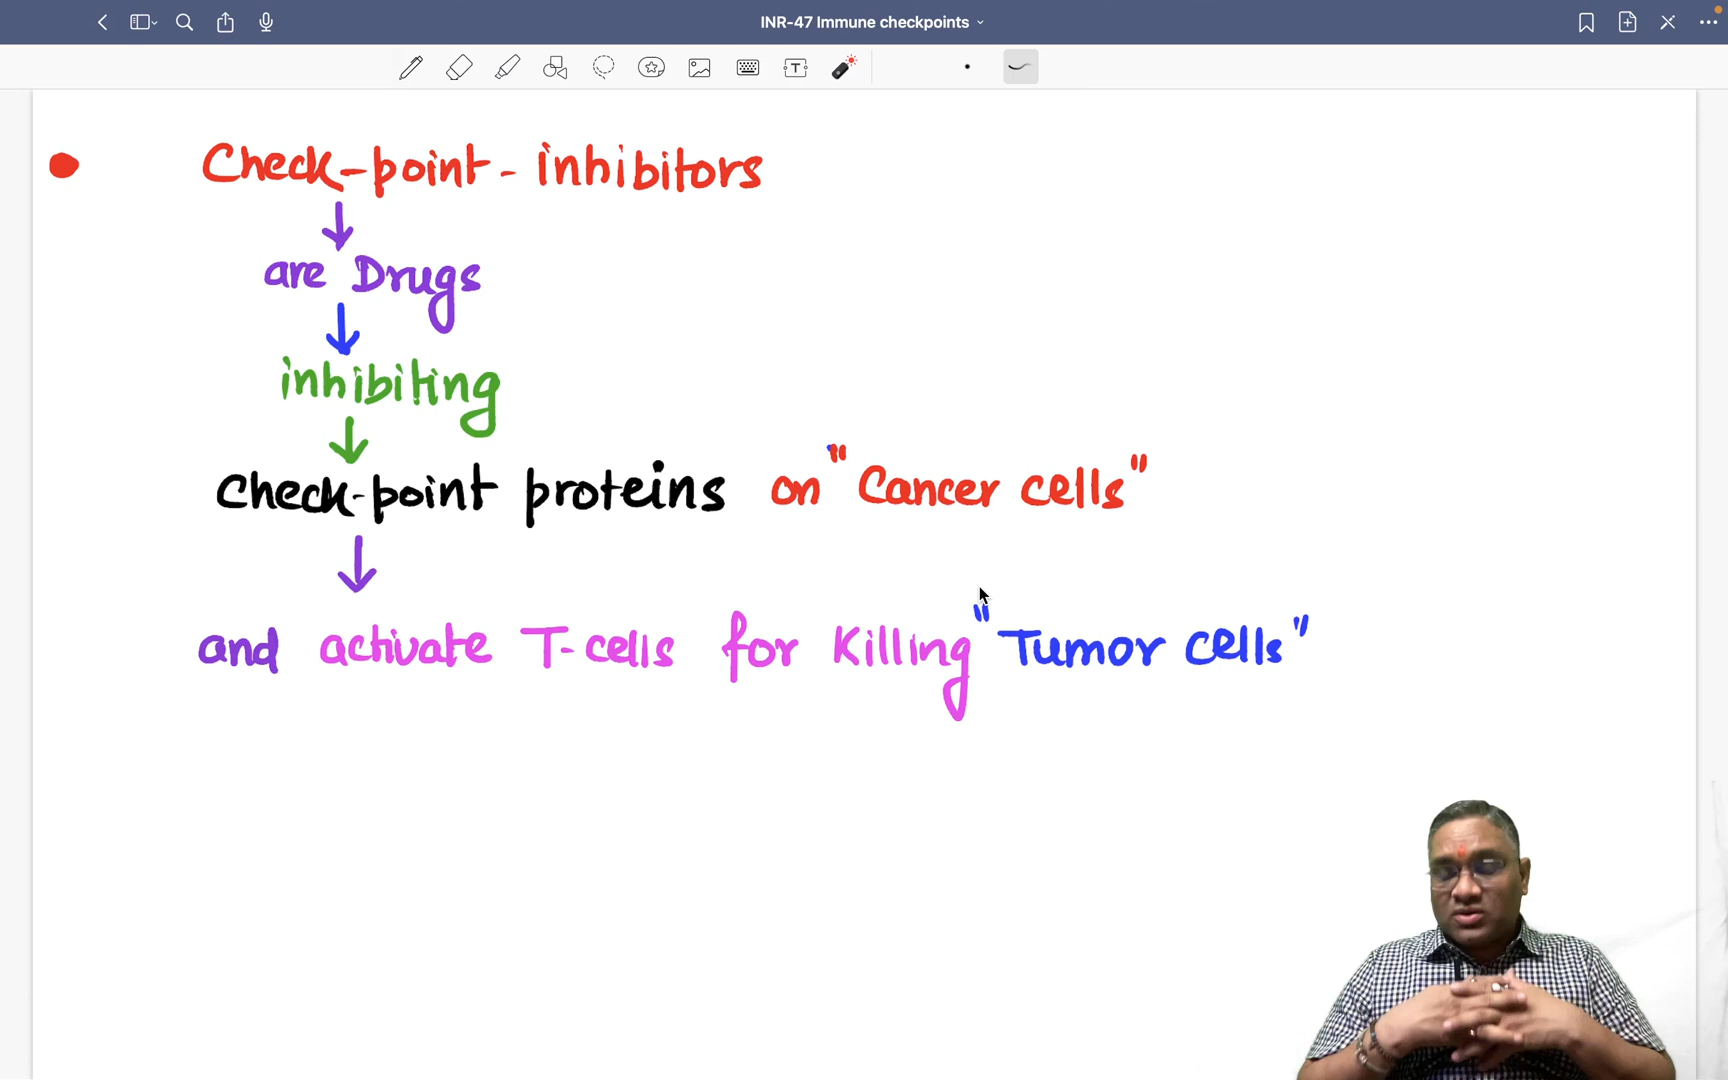 INR-47 Immune checkpoints
Check-point-inhibitors
are Drugs
inhibiting
Check-point proteins on "Cancer cells"
and activate T-cells for Killing "Tumor cells"